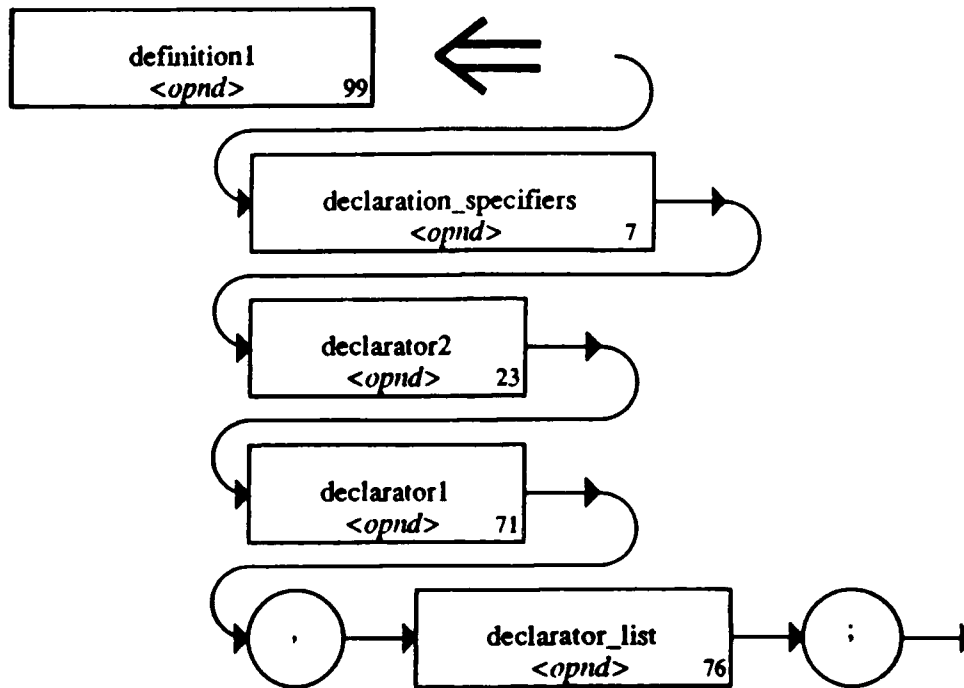 definition1
<opnd> 99
declaration_specifiers
<opnd> 7
declarator2
<opnd> 23
declarator1
<opnd> 71
, declarator_list ;
<opnd> 76